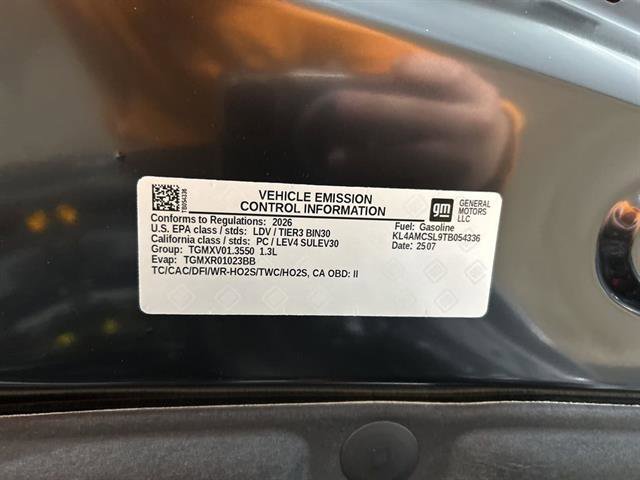 TB054336
VEHICLE EMISSION
CONTROL INFORMATION
gm
GENERAL
MOTORS
LLC
Conforms to Regulations: 2026
Fuel: Gasoline
U.S. EPA class / stds: LDV / TIER3 BIN30
KL4AMCSL9TB054336
California class / stds: PC / LEV4 SULEV30
Date: 2507
Group: TGMXV01.3550 1.3L
Evap: TGMXR01023BB
TC/CAC/DFI/WR-HO2S/TWC/HO2S, CA OBD: II